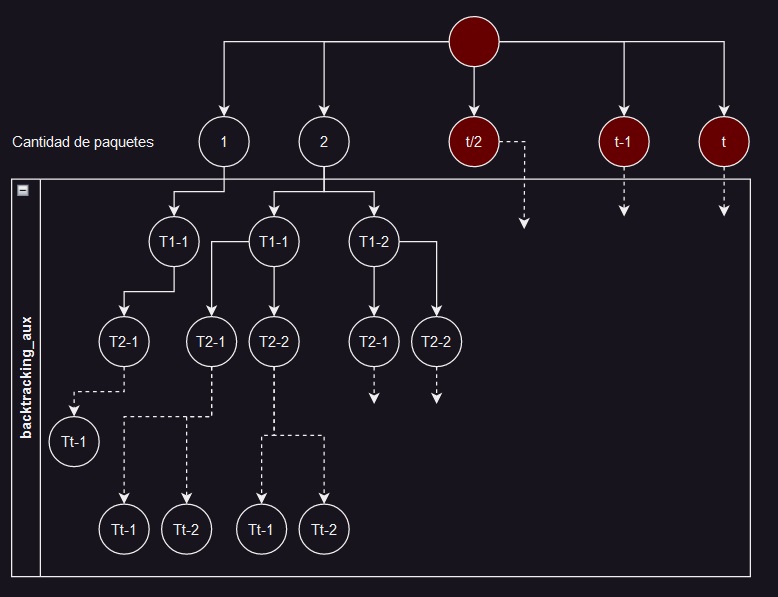 Cantidad de paquetes
1
2
t/2
t-1
t
backtracking_aux
T1-1
T1-1
T1-2
T2-1
T2-1
T2-2
T2-1
T2-2
Tt-1
Tt-1
Tt-2
Tt-1
Tt-2